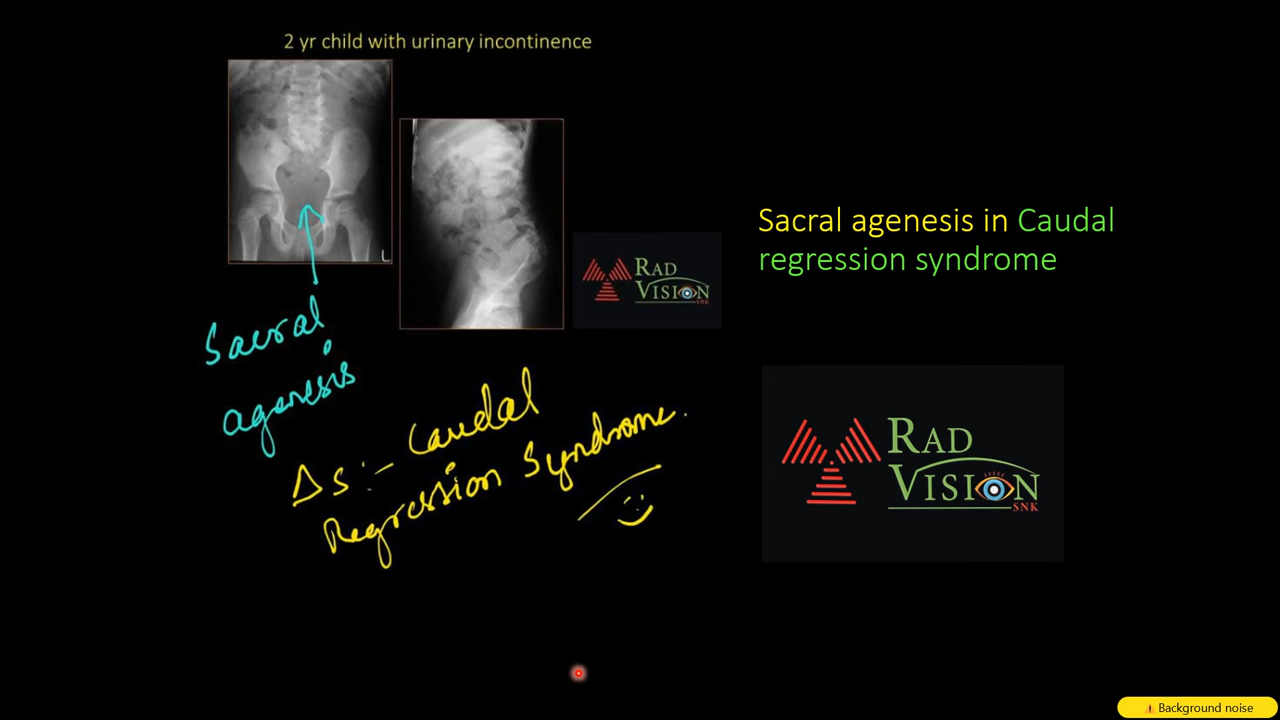 2 yr child with urinary incontinence
L
RAD
VISION
SNK
Sacral agenesis in Caudal
regression syndrome
Sacral
agenesis
Δs:- Caudal
Regression Syndrome.
RAD
VISION
SNK
⚠ Background noise